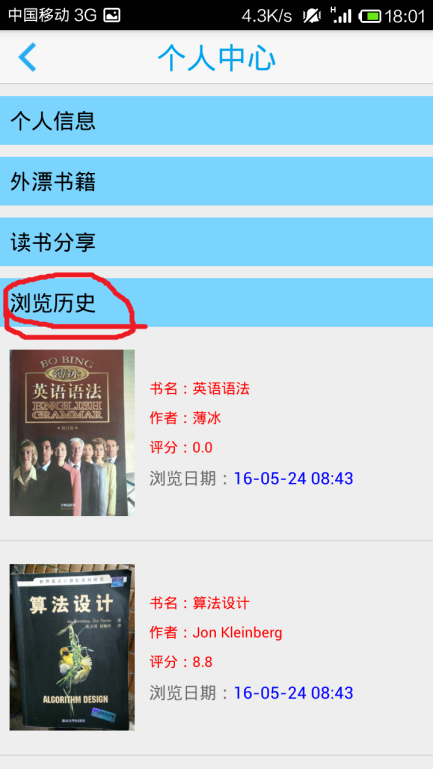 中国移动 3G
4.3K/s
H
18:01
个人中心
个人信息
外漂书籍
读书分享
浏览历史
BO BING
薄冰
英语语法
ENGLISH
GRAMMAR
书名：英语语法
作者：薄冰
评分：0.0
浏览日期：16-05-24 08:43
算法设计
ALGORITHM DESIGN
书名：算法设计
作者：Jon Kleinberg
评分：8.8
浏览日期：16-05-24 08:43